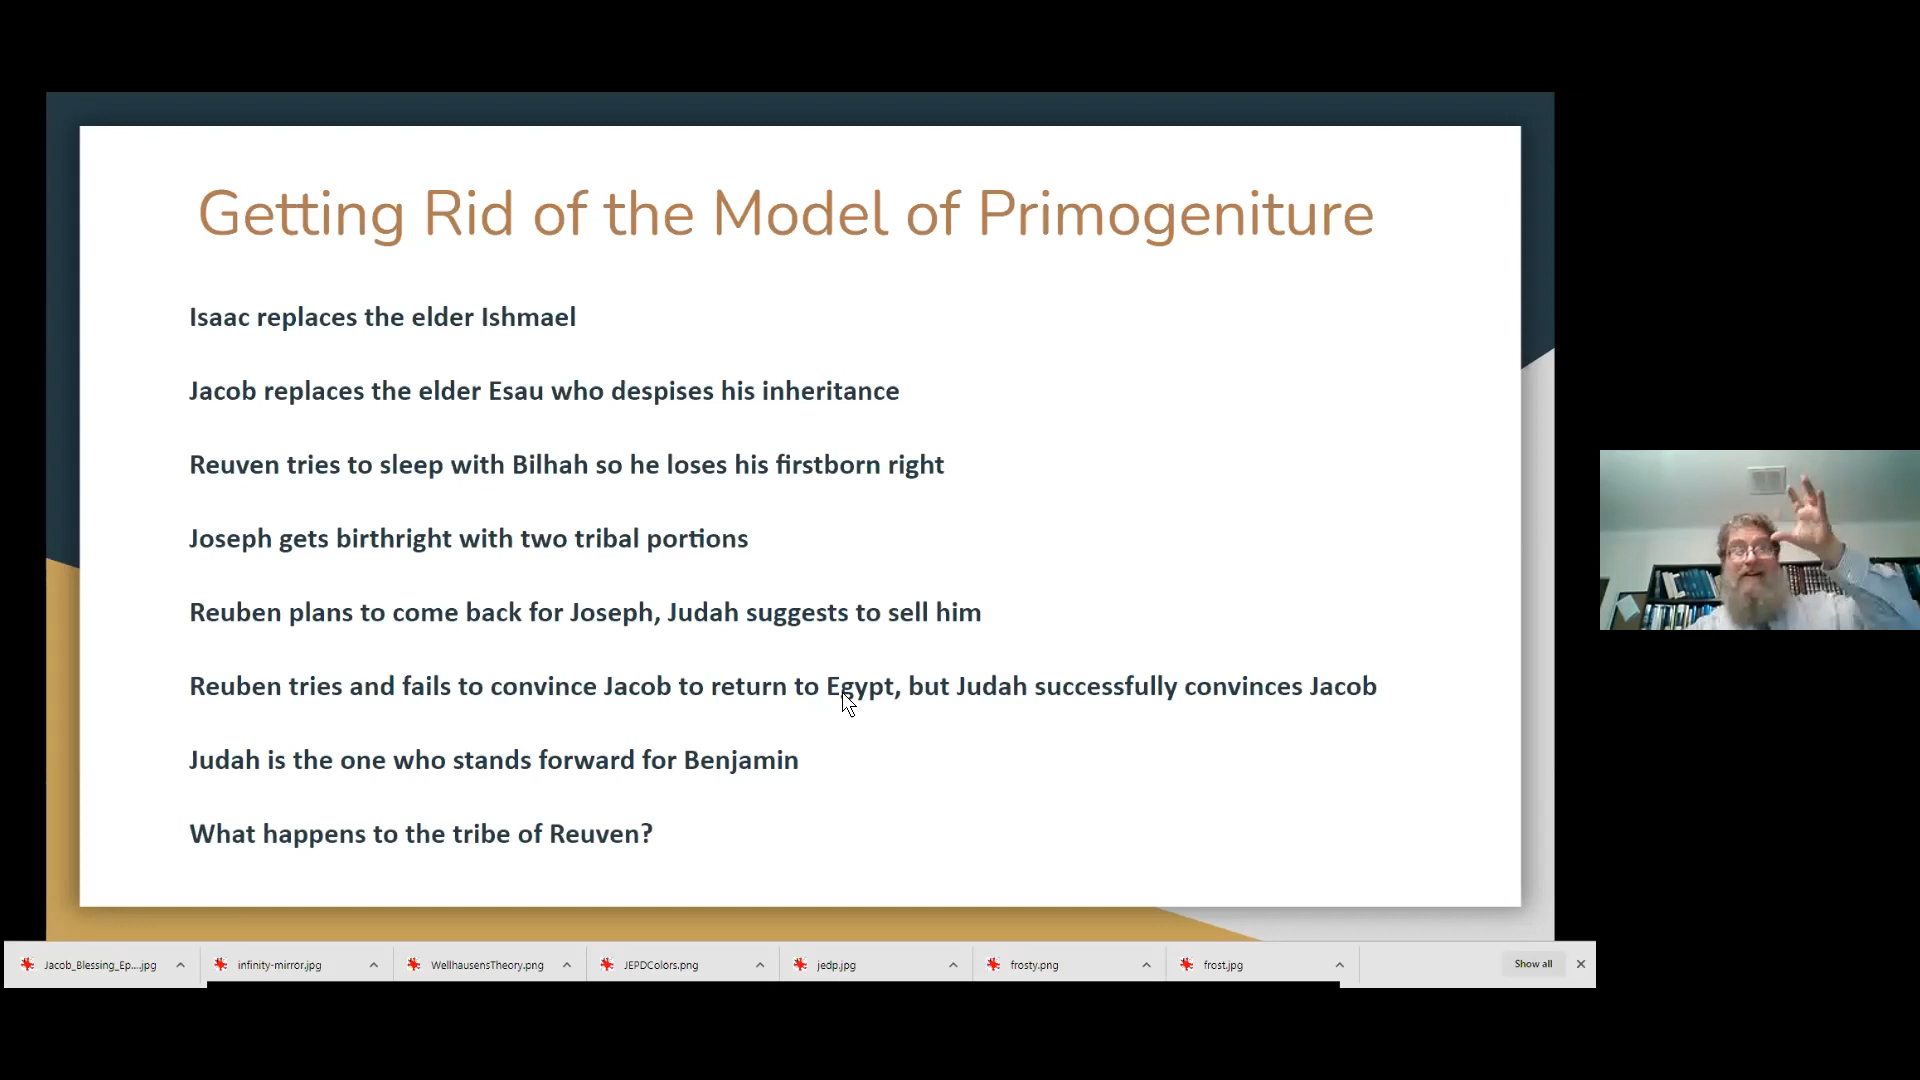 Getting Rid of the Model of Primogeniture
Isaac replaces the elder Ishmael
Jacob replaces the elder Esau who despises his inheritance
Reuven tries to sleep with Bilhah so he loses his firstborn right
Joseph gets birthright with two tribal portions
Reuben plans to come back for Joseph, Judah suggests to sell him
Reuben tries and fails to convince Jacob to return to Egypt, but Judah successfully convinces Jacob
Judah is the one who stands forward for Benjamin
What happens to the tribe of Reuven?
Jacob_Blessing_Ep....jpg infinity-mirror.jpg WellhausensTheory.png JEPDColors.png jedp.jpg frosty.png frost.jpg Show all